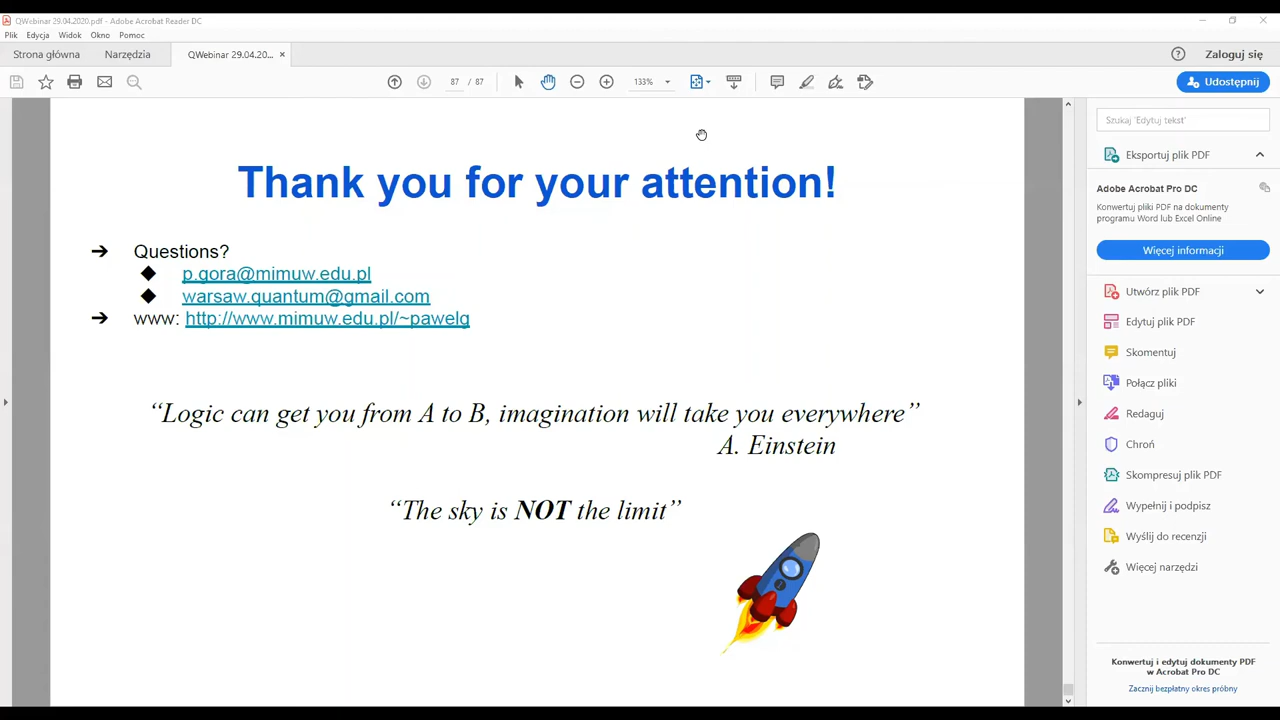 QWebinar 29.04.2020.pdf - Adobe Acrobat Reader DC
Plik Edycja Widok Okno Pomoc
Strona główna Narzędzia QWebinar 29.04.20... × ? Zaloguj się
87 / 87 133% Udostępnij
Szukaj 'Edytuj tekst'
Thank you for your attention!
➔ Questions?
◆ p.gora@mimuw.edu.pl
◆ warsaw.quantum@gmail.com
➔ www: http://www.mimuw.edu.pl/~pawelg
“Logic can get you from A to B, imagination will take you everywhere”
A. Einstein
“The sky is NOT the limit”
Eksportuj plik PDF
Adobe Acrobat Pro DC
Konwertuj pliki PDF na dokumenty
programu Word lub Excel Online
Więcej informacji
Utwórz plik PDF
Edytuj plik PDF
Skomentuj
Połącz pliki
Redaguj
Chroń
Skompresuj plik PDF
Wypełnij i podpisz
Wyślij do recenzji
Więcej narzędzi
Konwertuj i edytuj dokumenty PDF
w Acrobat Pro DC
Zacznij bezpłatny okres próbny